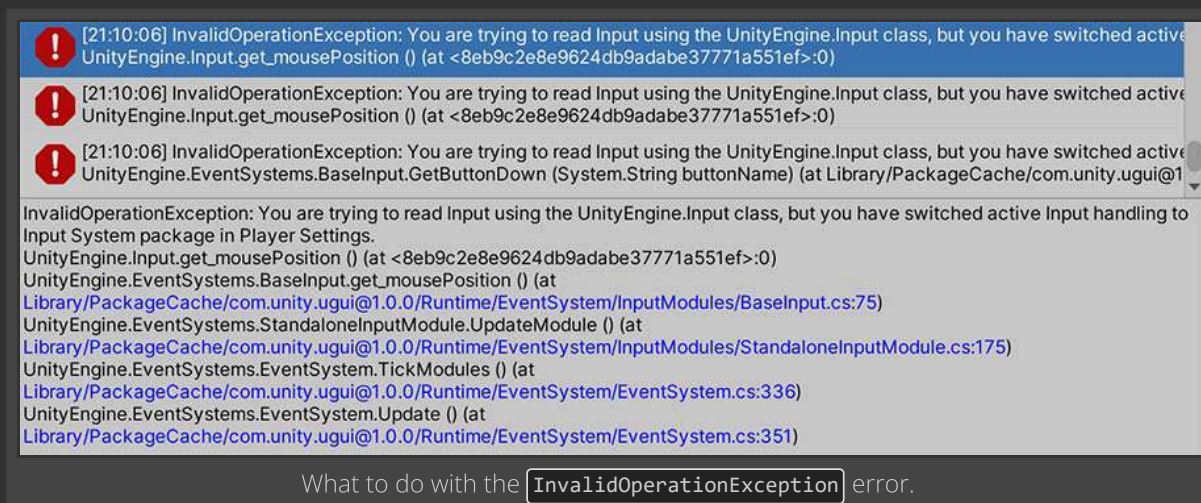 [21:10:06] InvalidOperationException: You are trying to read Input using the UnityEngine.Input class, but you have switched active
UnityEngine.Input.get_mousePosition () (at <8eb9c2e8e9624db9adabe37771a551ef>:0)
[21:10:06] InvalidOperationException: You are trying to read Input using the UnityEngine.Input class, but you have switched active
UnityEngine.Input.get_mousePosition () (at <8eb9c2e8e9624db9adabe37771a551ef>:0)
[21:10:06] InvalidOperationException: You are trying to read Input using the UnityEngine.Input class, but you have switched active
UnityEngine.EventSystems.BaseInput.GetButtonDown (System.String buttonName) (at Library/PackageCache/com.unity.ugui@1
InvalidOperationException: You are trying to read Input using the UnityEngine.Input class, but you have switched active Input handling to
Input System package in Player Settings.
UnityEngine.Input.get_mousePosition () (at <8eb9c2e8e9624db9adabe37771a551ef>:0)
UnityEngine.EventSystems.BaseInput.get_mousePosition () (at
Library/PackageCache/com.unity.ugui@1.0.0/Runtime/EventSystem/InputModules/BaseInput.cs:75)
UnityEngine.EventSystems.StandaloneInputModule.UpdateModule () (at
Library/PackageCache/com.unity.ugui@1.0.0/Runtime/EventSystem/InputModules/StandaloneInputModule.cs:175)
UnityEngine.EventSystems.EventSystem.TickModules () (at
Library/PackageCache/com.unity.ugui@1.0.0/Runtime/EventSystem/EventSystem.cs:336)
UnityEngine.EventSystems.EventSystem.Update () (at
Library/PackageCache/com.unity.ugui@1.0.0/Runtime/EventSystem/EventSystem.cs:351)
What to do with the InvalidOperationException error.